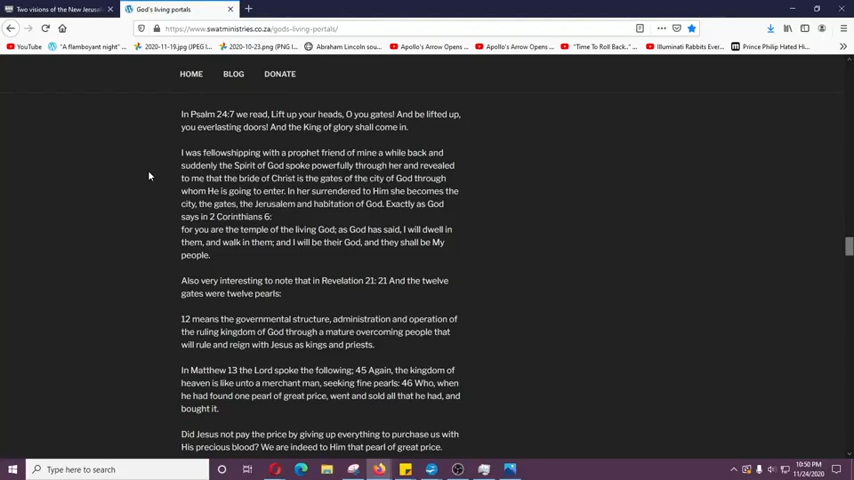 Two visions of the New Jerusal
God's living portals
https://www.swatministries.co.za/gods-living-portals/
YouTube
"A flamboyant night" ...
2020-11-19.jpg (JPEG I...
2020-10-23.png (PNG I...
Abraham Lincoln sou...
Apollo's Arrow Opens ...
Apollo's Arrow Opens ...
"Time To Roll Back."...
Illuminati Rabbits Ever...
Prince Philip Hated Hi...
HOME
BLOG
DONATE
In Psalm 24:7 we read, Lift up your heads, O you gates! And be lifted up,
you everlasting doors! And the King of glory shall come in.
I was fellowshipping with a prophet friend of mine a while back and
suddenly the Spirit of God spoke powerfully through her and revealed
to me that the bride of Christ is the gates of the city of God through
whom He is going to enter. In her surrendered to Him she becomes the
city, the gates, the Jerusalem and habitation of God. Exactly as God
says in 2 Corinthians 6:
for you are the temple of the living God; as God has said, I will dwell in
them, and walk in them; and I will be their God, and they shall be My
people.
Also very interesting to note that in Revelation 21: 21 And the twelve
gates were twelve pearls:
12 means the governmental structure, administration and operation of
the ruling kingdom of God through a mature overcoming people that
will rule and reign with Jesus as kings and priests.
In Matthew 13 the Lord spoke the following; 45 Again, the kingdom of
heaven is like unto a merchant man, seeking fine pearls: 46 Who, when
he had found one pearl of great price, went and sold all that he had, and
bought it.
Did Jesus not pay the price by giving up everything to purchase us with
His precious blood? We are indeed to Him that pearl of great price.
Type here to search
10:50 PM
11/24/2020